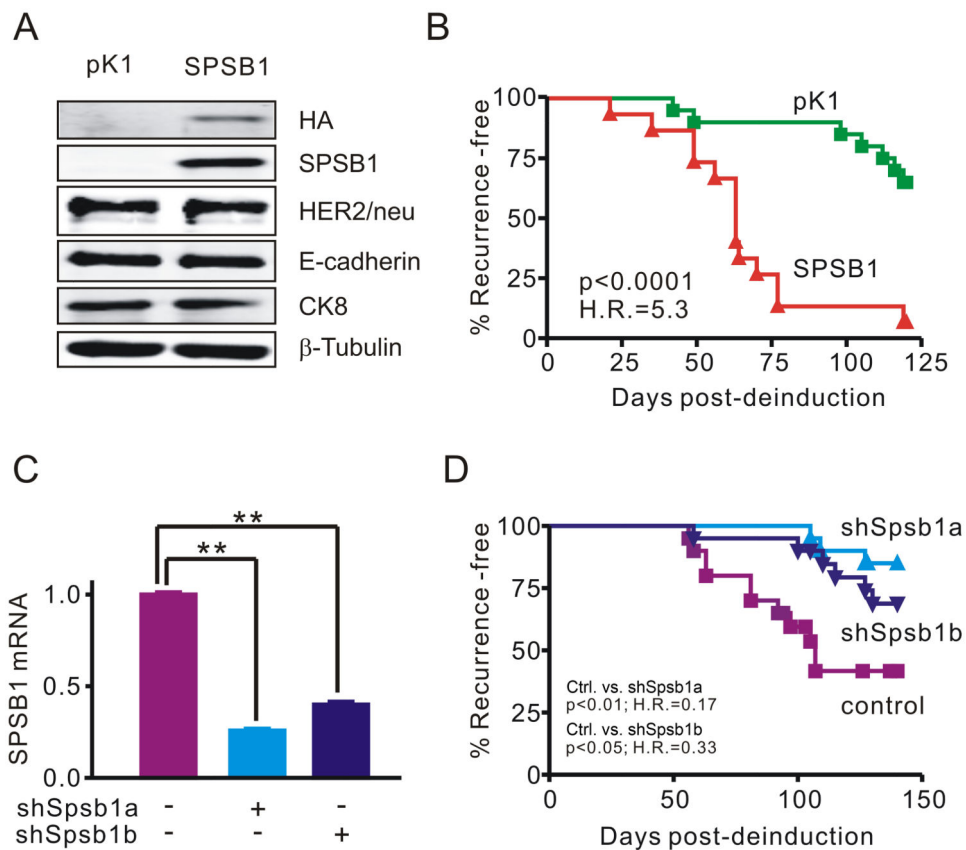 A
pK1 SPSB1
HA
SPSB1
HER2/neu
E-cadherin
CK8
β-Tubulin
B
% Recurrence -free
100
75
50
25
0
pK1
SPSB1
p<0.0001
H.R.=5.3
0 25 50 75 100 125
Days post-deinduction
C
SPSB1 mRNA
1.0
0.5
0.0
**
**
shSpsb1a - + -
shSpsb1b - - +
D
% Recurrence -free
100
75
50
25
0
shSpsb1a
shSpsb1b
control
Ctrl. vs. shSpsb1a
p<0.01; H.R.=0.17
Ctrl. vs. shSpsb1b
p<0.05; H.R.=0.33
0 50 100 150
Days post-deinduction